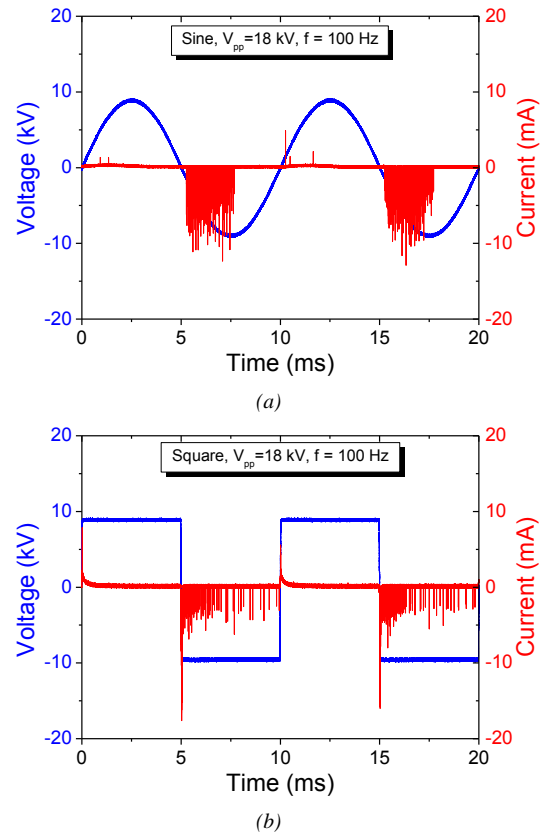 Sine, Vpp=18 kV, f = 100 Hz
20
20
10
10
0
0
-10
-10
-20
-20
Voltage (kV)
Current (mA)
0 5 10 15 20
Time (ms)
(a)
Square, Vpp=18 kV, f = 100 Hz
20
20
10
10
0
0
-10
-10
-20
-20
Voltage (kV)
Current (mA)
0 5 10 15 20
Time (ms)
(b)